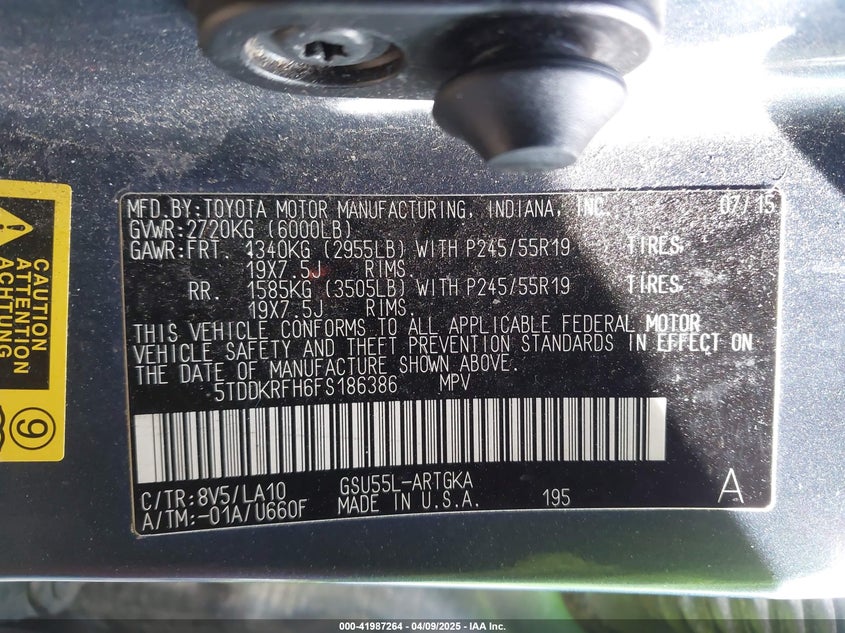 MFD.BY:TOYOTA MOTOR MANUFACTURING, INDIANA, INC. 07/15
GVWR:2720KG (6000LB)
GAWR:FRT. 1340KG (2955LB) WITH P245/55R19 TIRES,
19X7.5J RIMS.
RR. 1585KG (3505LB) WITH P245/55R19 TIRES,
19X7.5J RIMS.
THIS VEHICLE CONFORMS TO ALL APPLICABLE FEDERAL MOTOR
VEHICLE SAFETY AND THEFT PREVENTION STANDARDS IN EFFECT ON
THE DATE OF MANUFACTURE SHOWN ABOVE.
5TDDKRFH6FS186386 MPV
C/TR:8V5/LA10 GSU55L-ARTGKA
A/TM:-01A/U660F MADE IN U.S.A. 195 A
CAUTION
ATTENTION
ACHTUNG
9
000-41987264 | 04/09/2025 | IAA Inc.